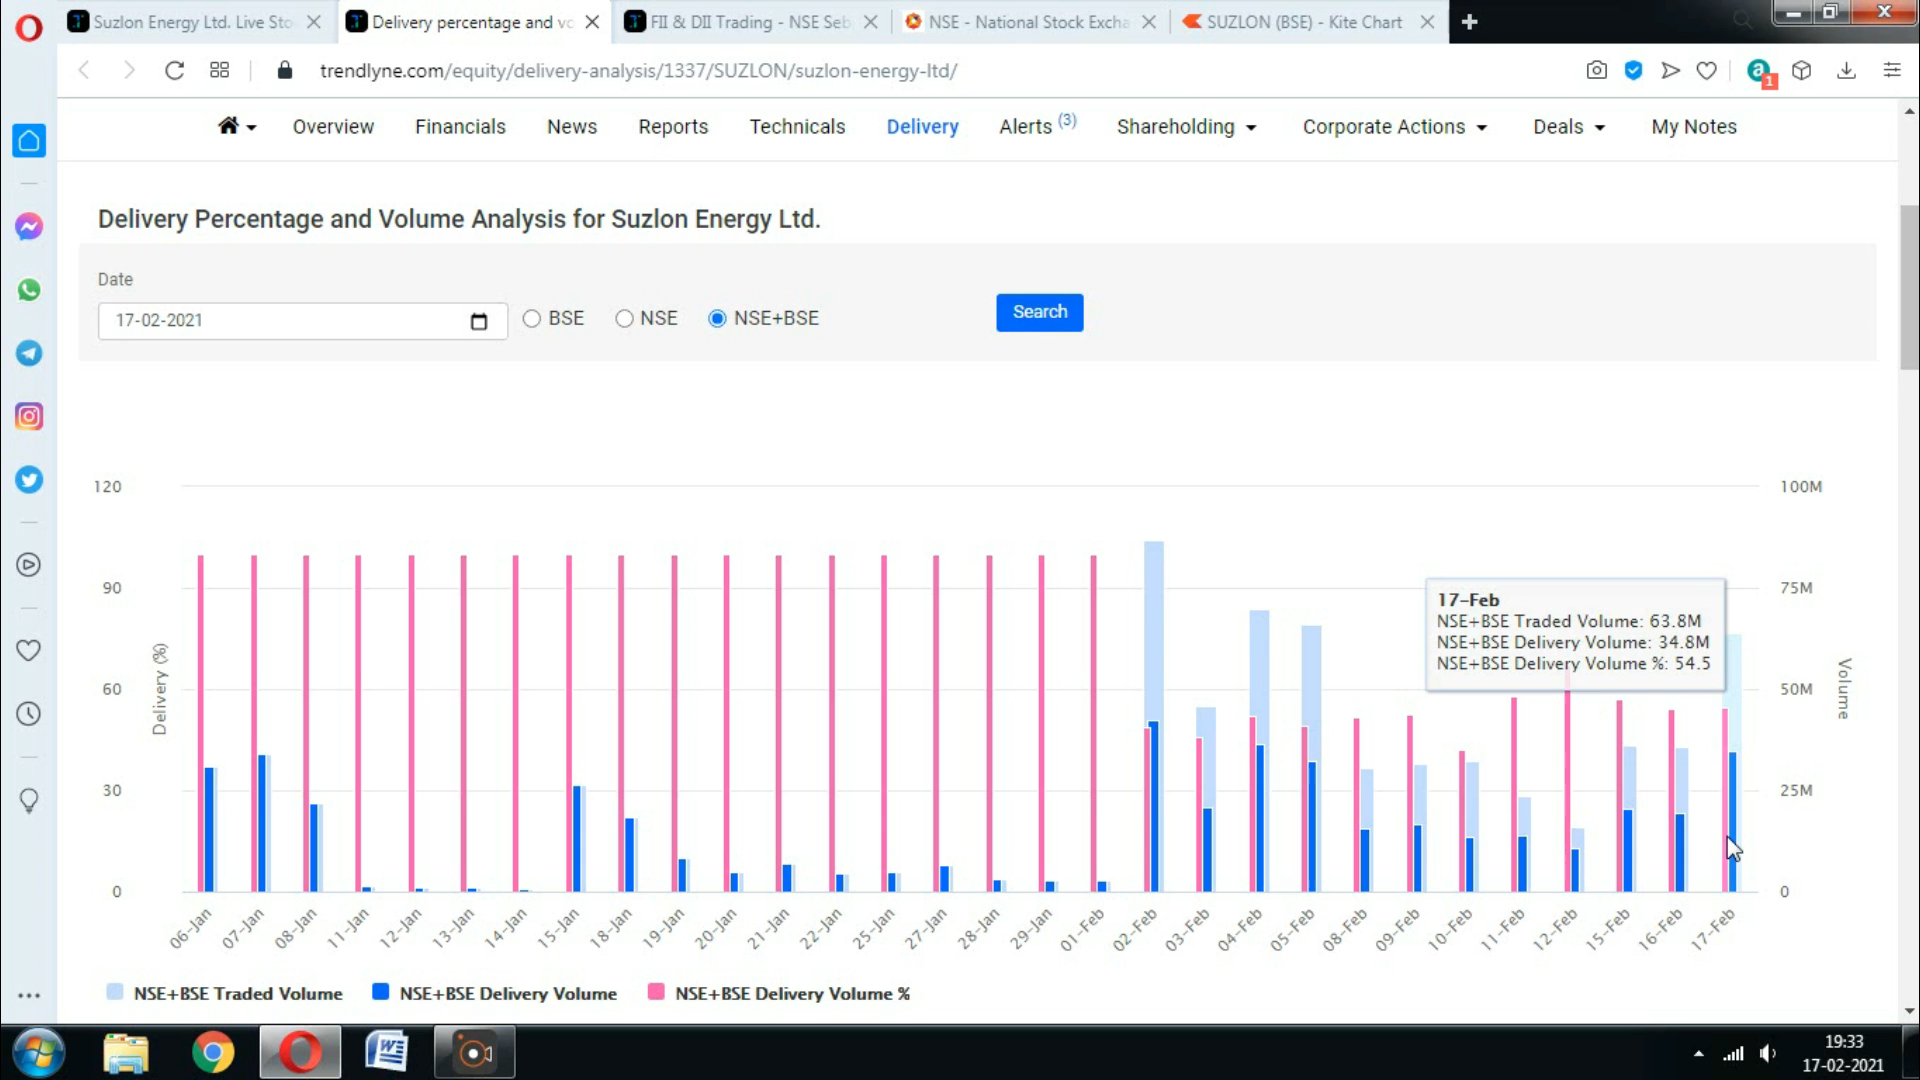 Suzlon Energy Ltd. Live Sto
Delivery percentage and vo
FII & DII Trading - NSE Seb
NSE - National Stock Excha
SUZLON (BSE) - Kite Chart
trendlyne.com/equity/delivery-analysis/1337/SUZLON/suzlon-energy-ltd/
a 1
Overview Financials News Reports Technicals Delivery Alerts (3) Shareholding Corporate Actions Deals My Notes
Delivery Percentage and Volume Analysis for Suzlon Energy Ltd.
Date
17-02-2021
BSE NSE NSE+BSE
Search
120 100M
90 75M
60 50M
30 25M
0 0
Delivery (%)
Volume
17-Feb
NSE+BSE Traded Volume: 63.8M
NSE+BSE Delivery Volume: 34.8M
NSE+BSE Delivery Volume %: 54.5
06-Jan 07-Jan 08-Jan 11-Jan 12-Jan 13-Jan 14-Jan 15-Jan 18-Jan 19-Jan 20-Jan 21-Jan 22-Jan 25-Jan 27-Jan 28-Jan 29-Jan 01-Feb 02-Feb 03-Feb 04-Feb 05-Feb 08-Feb 09-Feb 10-Feb 11-Feb 12-Feb 15-Feb 16-Feb 17-Feb
NSE+BSE Traded Volume NSE+BSE Delivery Volume NSE+BSE Delivery Volume %
19:33
17-02-2021